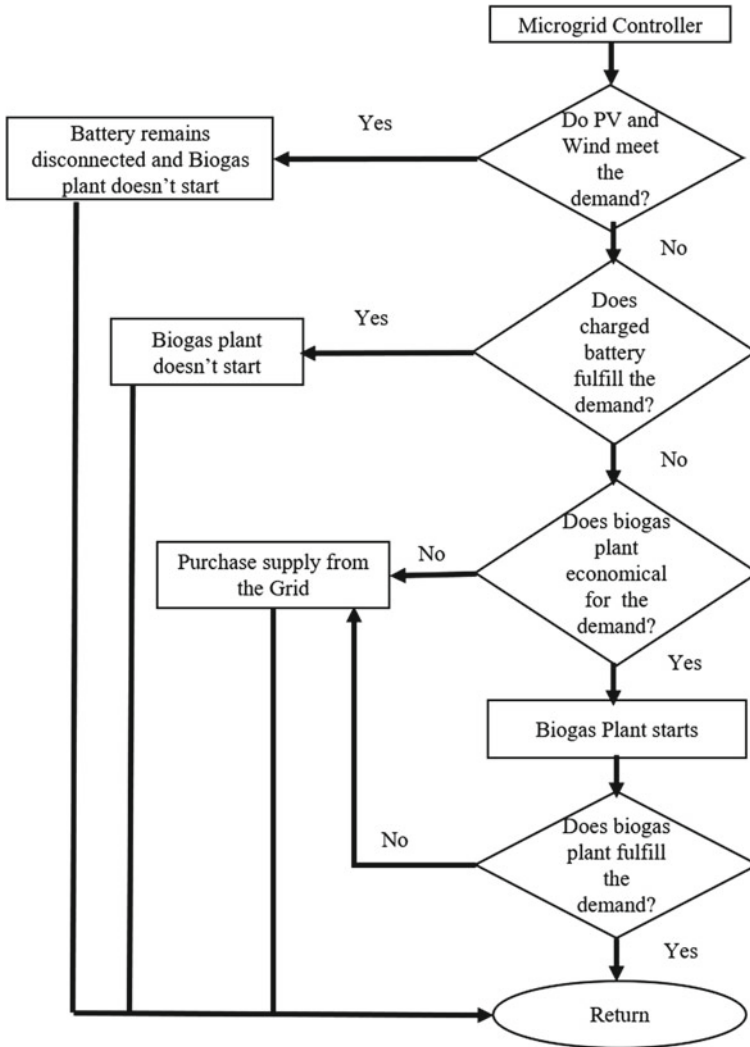 Microgrid Controller
Do PV and
Wind meet
the
demand?
Yes
Battery remains
disconnected and Biogas
plant doesn’t start
No
Does
charged
battery
fulfill the
demand?
Yes
Biogas plant
doesn’t start
No
Does biogas
plant
economical
for the
demand?
No
Purchase supply from
the Grid
Yes
Biogas Plant starts
Does biogas
plant fulfill
the
demand?
No
Yes
Return